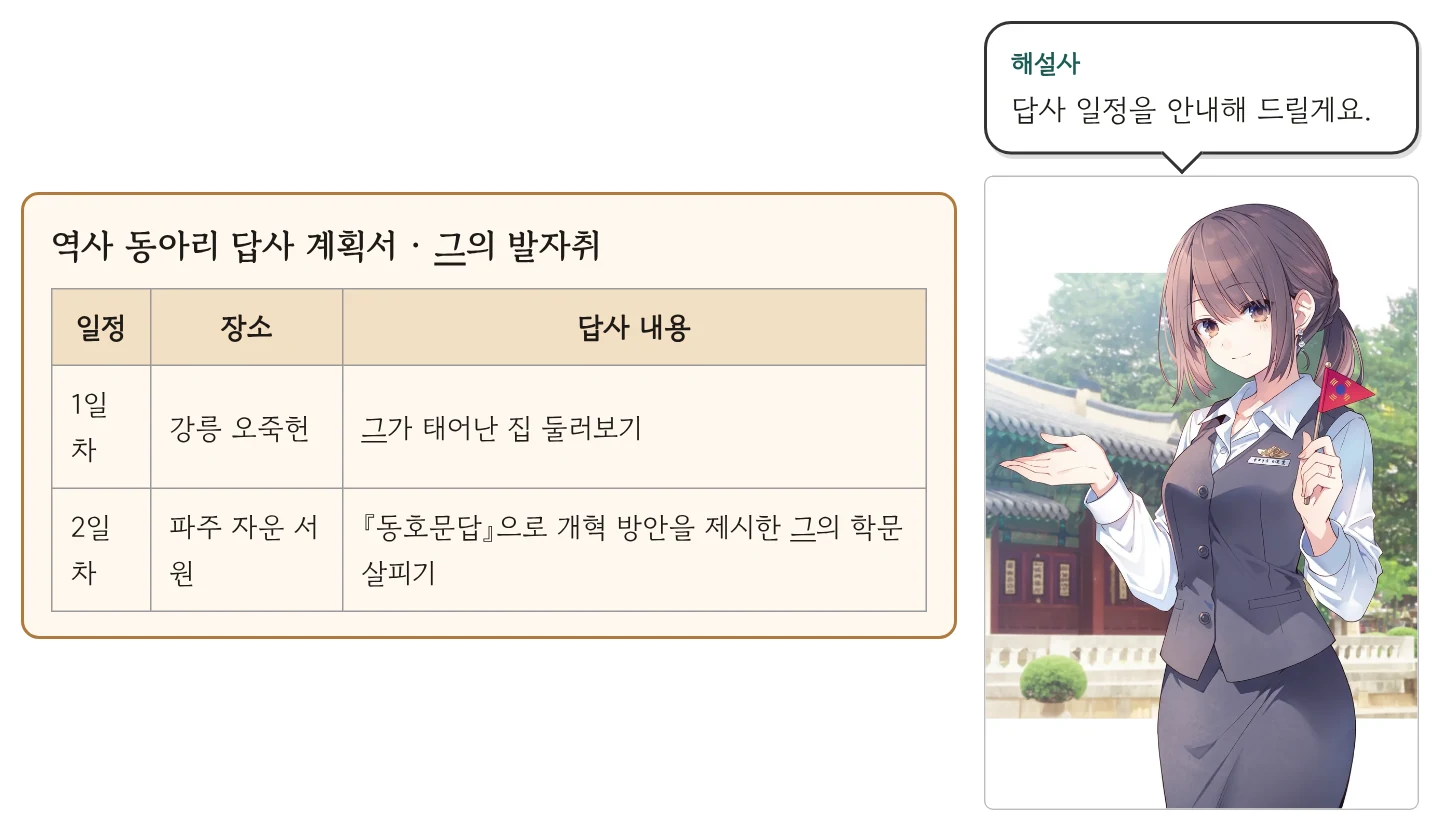 해설사
답사 일정을 안내해 드릴게요.
역사 동아리 답사 계획서 · 그의 발자취
일정 장소 답사 내용
1일
차
강릉 오죽헌
그가 태어난 집 둘러보기
2일
차
파주 자운 서
원
『동호문답』으로 개혁 방안을 제시한 그의 학문
살피기